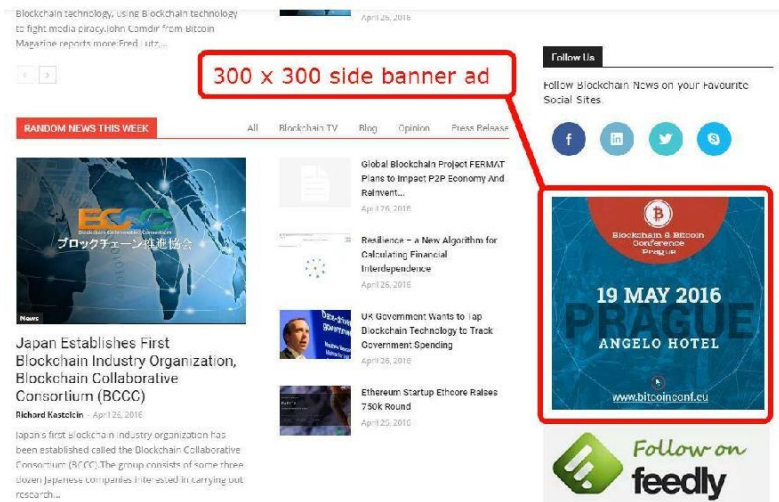 Blockchain technology, using Blockchain technology
to fight media piracy.John Camdir from Bitcoin
Magazine reports more:Fred Lutz,...
April 26, 2016
300 x 300 side banner ad
Follow Us
Follow Blockchain News on your Favourite
Social Sites.
RANDOM NEWS THIS WEEK
All Blockchain TV Blog Opinion Press Release
BCCC
Blockchain Collaborative Consortium
ブロックチェーン推進協会
News
Japan Establishes First
Blockchain Industry Organization,
Blockchain Collaborative
Consortium (BCCC)
Richard Kastelein - April 26, 2016
Japan's first Blockchain industry organization has
been established called the Blockchain Collaborative
Consortium (BCCC).The group consists of some three
dozen Japanese companies interested in carrying out
research...
Global Blockchain Project FERMAT
Plans to Impact P2P Economy And
Reinvent...
April 26, 2016
Resilience – a New Algorithm for
Calculating Financial
Interdependence
April 26, 2016
UK Government Wants to Tap
Blockchain Technology to Track
Government Spending
April 26, 2016
Ethereum Startup Ethcore Raises
750k Round
April 25, 2016
Blockchain & Bitcoin
Conference
Prague
19 MAY 2016
PRAGUE
ANGELO HOTEL
www.bitcoinconf.eu
Follow on
feedly